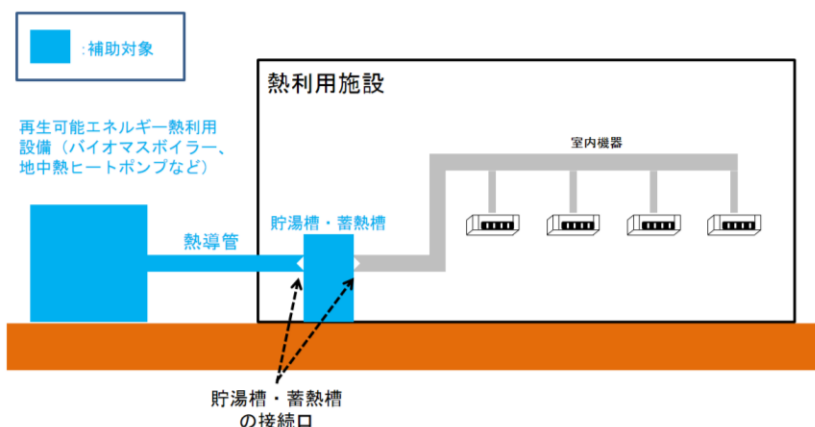 :補助対象
熱利用施設
再生可能エネルギー熱利用
設備（バイオマスボイラー、
地中熱ヒートポンプなど）
室内機器
貯湯槽・蓄熱槽
熱導管
貯湯槽・蓄熱槽
の接続口